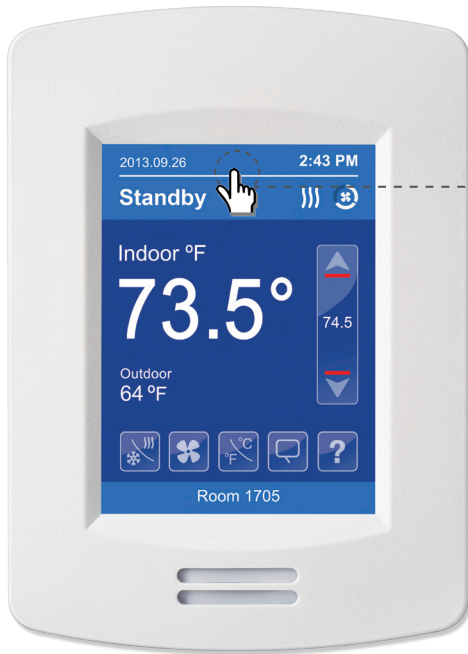 2013.09.26 2:43 PM
Standby
Indoor ºF
73.5°
74.5
Outdoor
64 ºF
°C
°F
?
Room 1705